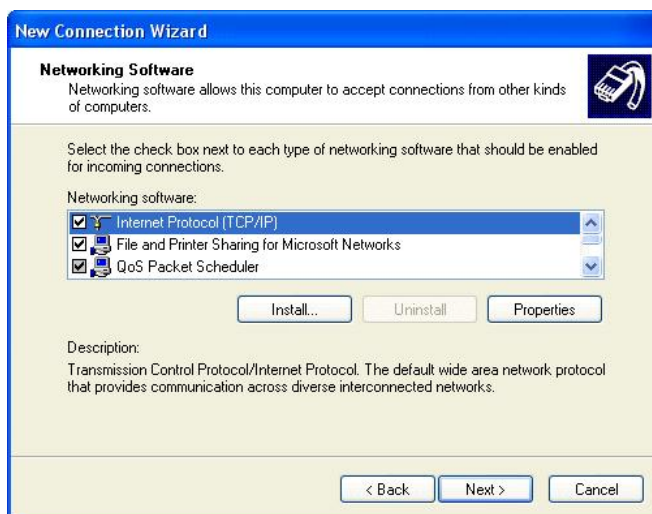 New Connection Wizard
Networking Software
Networking software allows this computer to accept connections from other kinds
of computers.
Select the check box next to each type of networking software that should be enabled
for incoming connections.
Networking software:
Internet Protocol (TCP/IP)
File and Printer Sharing for Microsoft Networks
QoS Packet Scheduler
Install... Uninstall Properties
Description:
Transmission Control Protocol/Internet Protocol. The default wide area network protocol
that provides communication across diverse interconnected networks.
< Back Next > Cancel